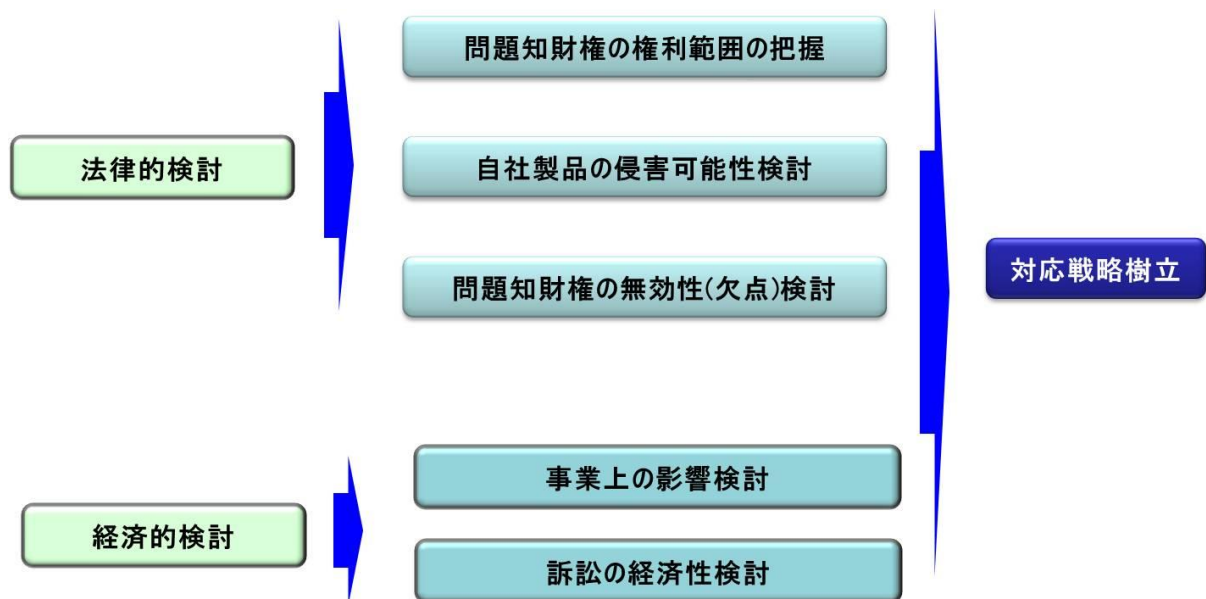 法律的検討
問題知財権の権利範囲の把握
自社製品の侵害可能性検討
問題知財権の無効性(欠点)検討
経済的検討
事業上の影響検討
訴訟の経済性検討
対応戦略樹立